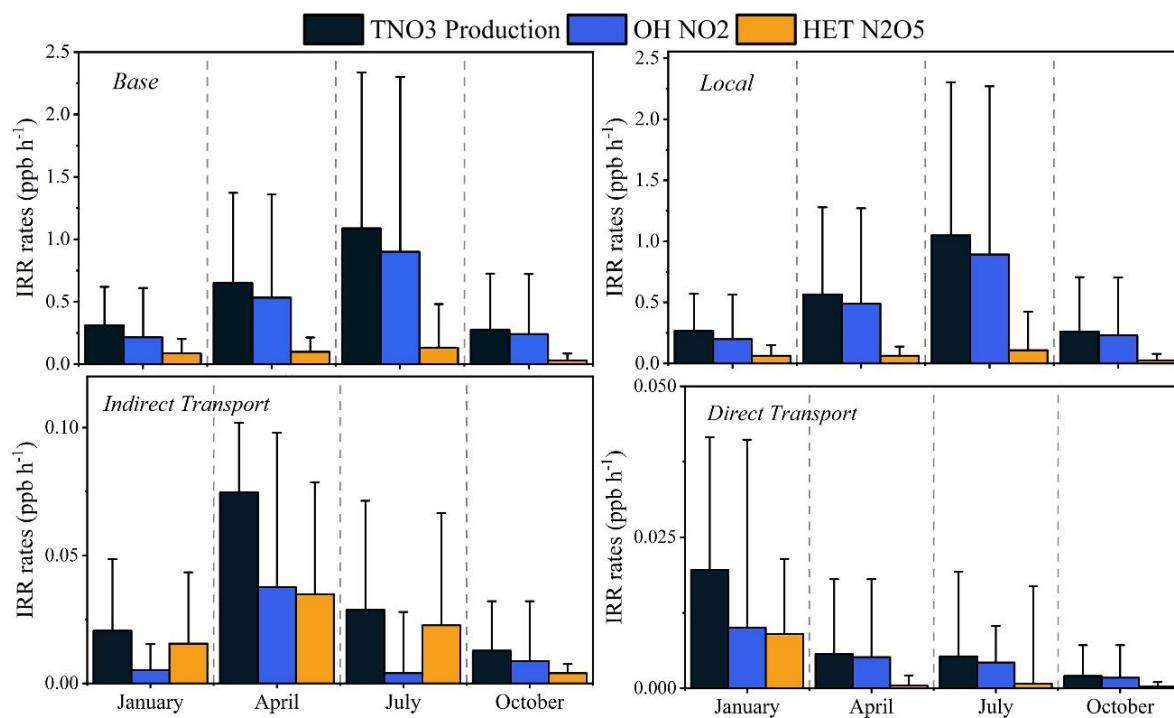 TNO3 Production OH NO2 HET N2O5
Base
IRR rates (ppb h⁻¹)
2.5
2.0
1.5
1.0
0.5
0.0
Local
IRR rates (ppb h⁻¹)
2.5
2.0
1.5
1.0
0.5
0.0
Indirect Transport
IRR rates (ppb h⁻¹)
0.10
0.05
0.00
January April July October
Direct Transport
IRR rates (ppb h⁻¹)
0.050
0.025
0.000
January April July October